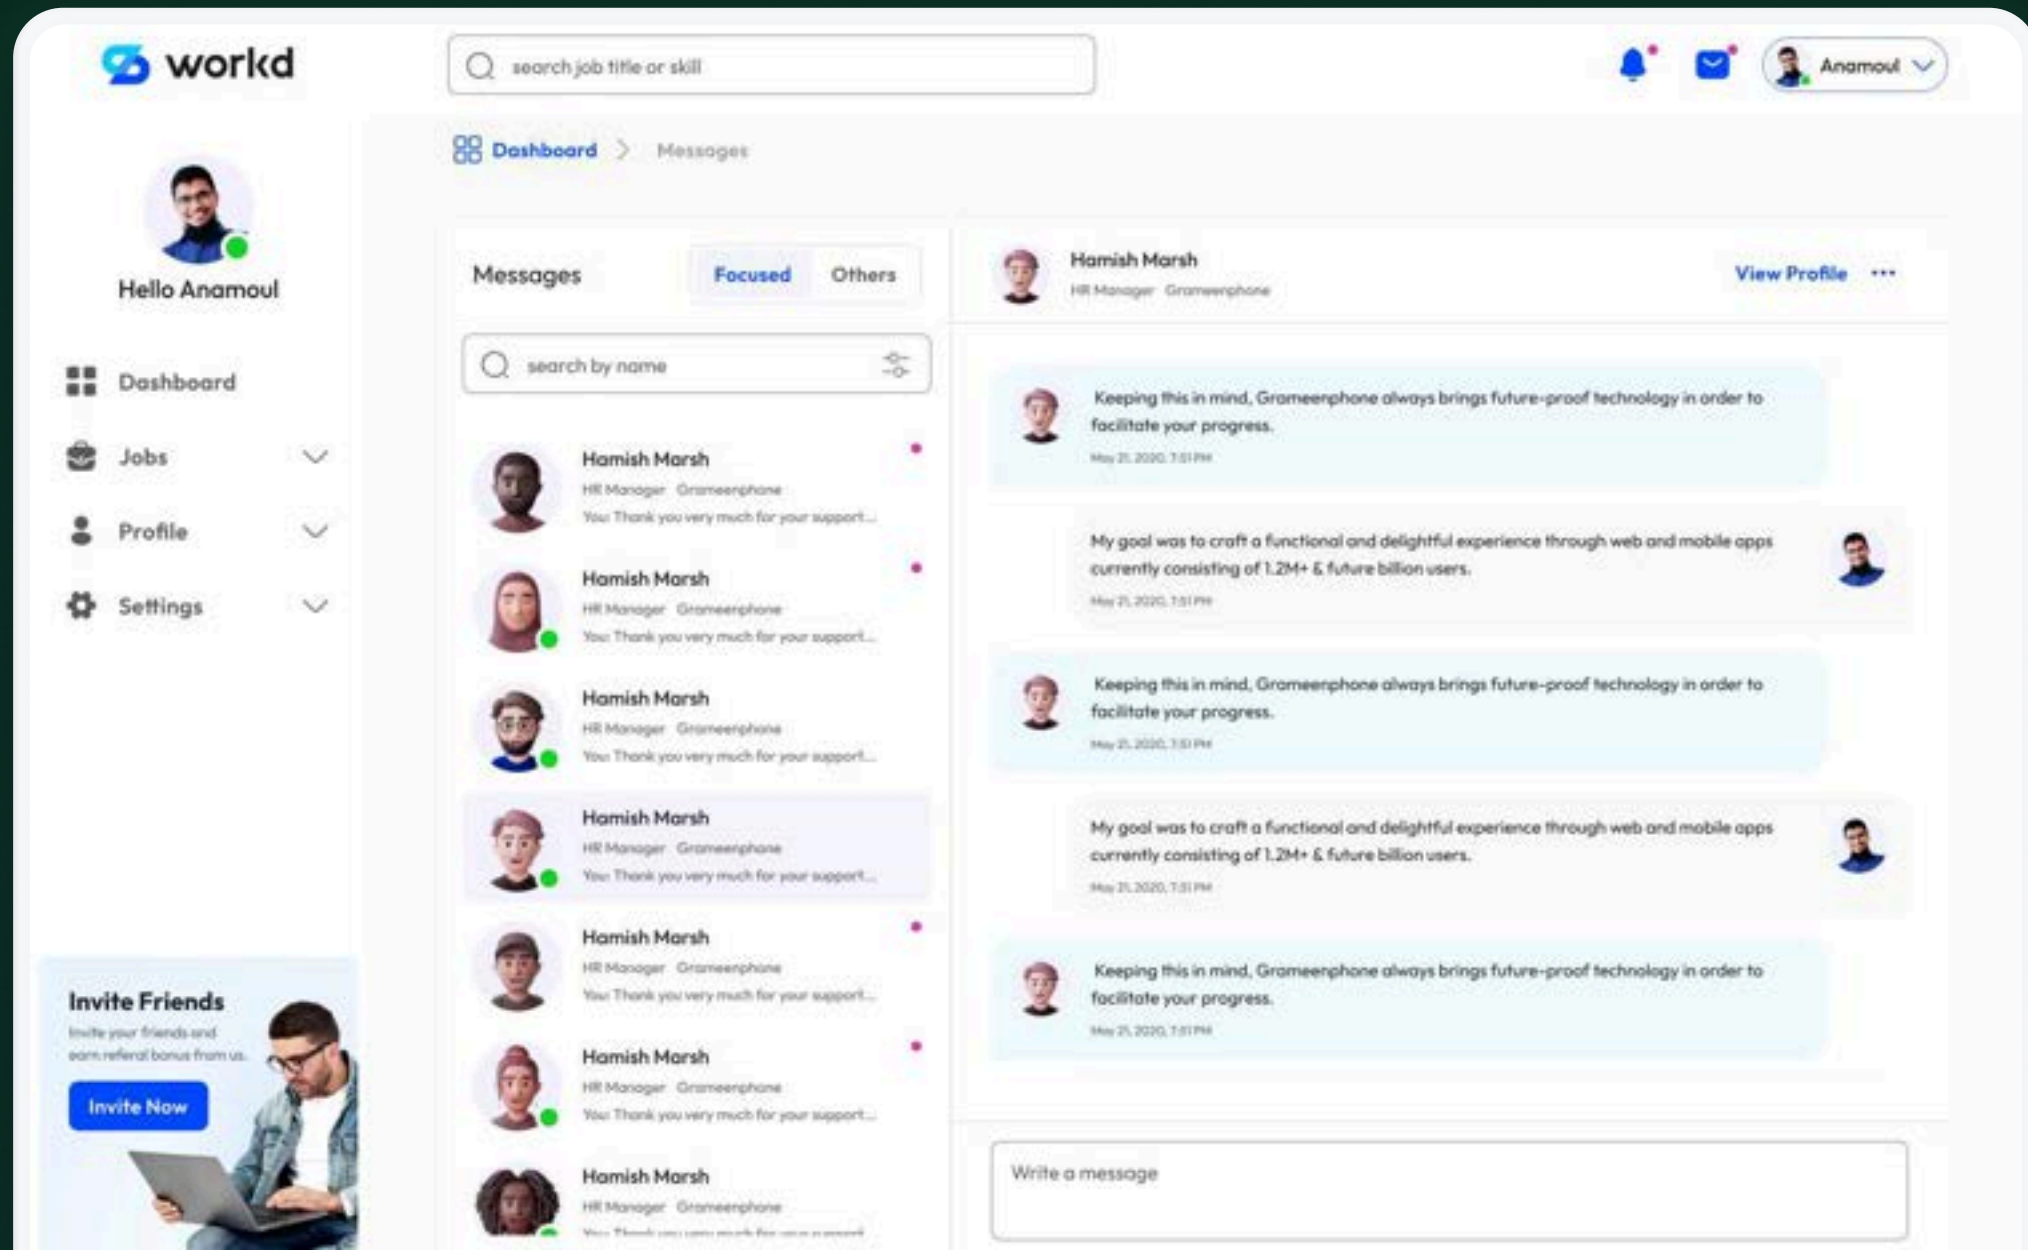 workd
search job title or skill
Anamoul
Hello Anamoul
Dashboard
Jobs
Profile
Settings
Invite Friends
Invite your friends and
earn referal bonus from us.
Invite Now
Dashboard
Messages
Messages
Focused
Others
search by name
Hamish Marsh
HR Manager Grameenphone
You: Thank you very much for your support...
Hamish Marsh
HR Manager Grameenphone
You: Thank you very much for your support...
Hamish Marsh
HR Manager Grameenphone
You: Thank you very much for your support...
Hamish Marsh
HR Manager Grameenphone
You: Thank you very much for your support...
Hamish Marsh
HR Manager Grameenphone
You: Thank you very much for your support...
Hamish Marsh
HR Manager Grameenphone
You: Thank you very much for your support...
Hamish Marsh
HR Manager Grameenphone
You: Thank you very much for your support
Hamish Marsh
HR Manager Grameenphone
View Profile
Keeping this in mind, Grameenphone always brings future-proof technology in order to
facilitate your progress.
May 21, 2020, 7:51 PM
My goal was to craft a functional and delightful experience through web and mobile apps
currently consisting of 1.2M+ & future billion users.
May 21, 2020, 7:51 PM
Keeping this in mind, Grameenphone always brings future-proof technology in order to
facilitate your progress.
May 21, 2020, 7:51 PM
My goal was to craft a functional and delightful experience through web and mobile apps
currently consisting of 1.2M+ & future billion users.
May 21, 2020, 7:51 PM
Keeping this in mind, Grameenphone always brings future-proof technology in order to
facilitate your progress.
May 21, 2020, 7:51 PM
Write a message